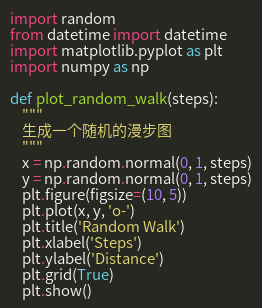 import random
from datetime import datetime
import matplotlib.pyplot as plt
import numpy as np

def plot_random_walk(steps):
    """
    生成一个随机的漫步图
    """
    x = np.random.normal(0, 1, steps)
    y = np.random.normal(0, 1, steps)
    plt.figure(figsize=(10, 5))
    plt.plot(x, y, 'o-')
    plt.title('Random Walk')
    plt.xlabel('Steps')
    plt.ylabel('Distance')
    plt.grid(True)
    plt.show()